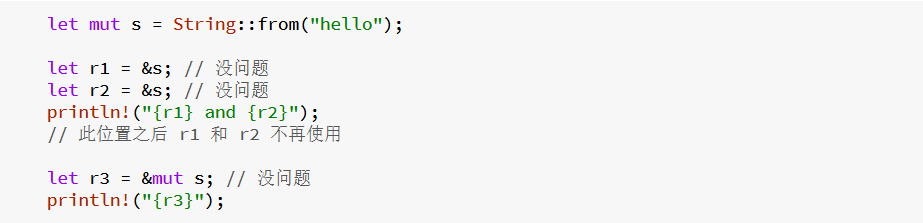 let mut s = String::from("hello");
let r1 = &s; // 没问题
let r2 = &s; // 没问题
println!("{r1} and {r2}");
// 此位置之后 r1 和 r2 不再使用
let r3 = &mut s; // 没问题
println!("{r3}");